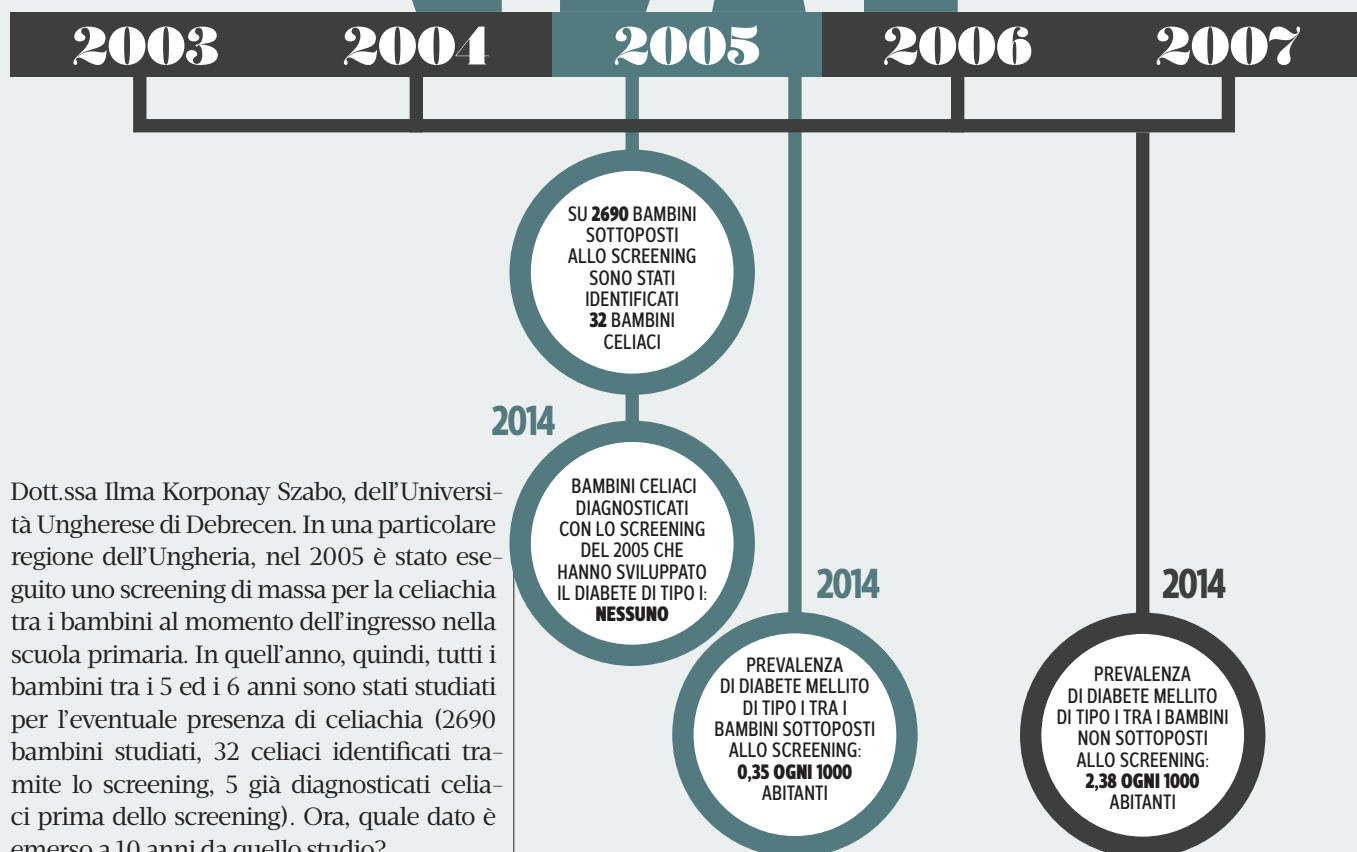 2003 2004 2005 2006 2007
SU 2690 BAMBINI
SOTTOPOSTI
ALLO SCREENING
SONO STATI
IDENTIFICATI
32 BAMBINI
CELIACI
2014
BAMBINI CELIACI
DIAGNOSTICATI
CON LO SCREENING
DEL 2005 CHE
HANNO SVILUPPATO
IL DIABETE DI TIPO I:
NESSUNO
2014
PREVALENZA
DI DIABETE MELLITO
DI TIPO I TRA I
BAMBINI SOTTOPOSTI
ALLO SCREENING:
0,35 OGNI 1000
ABITANTI
2014
PREVALENZA
DI DIABETE MELLITO
DI TIPO I TRA I BAMBINI
NON SOTTOPOSTI
ALLO SCREENING:
2,38 OGNI 1000
ABITANTI
Dott.ssa Ilma Korponay Szabo, dell'Universi-
tà Ungherese di Debrecen. In una particolare
regione dell'Ungheria, nel 2005 è stato ese-
guito uno screening di massa per la celiachia
tra i bambini al momento dell'ingresso nella
scuola primaria. In quell'anno, quindi, tutti i
bambini tra i 5 ed i 6 anni sono stati studiati
per l'eventuale presenza di celiachia (2690
bambini studiati, 32 celiaci identificati tra-
mite lo screening, 5 già diagnosticati celia-
ci prima dello screening). Ora, quale dato è
emerso a 10 anni da quello studio?